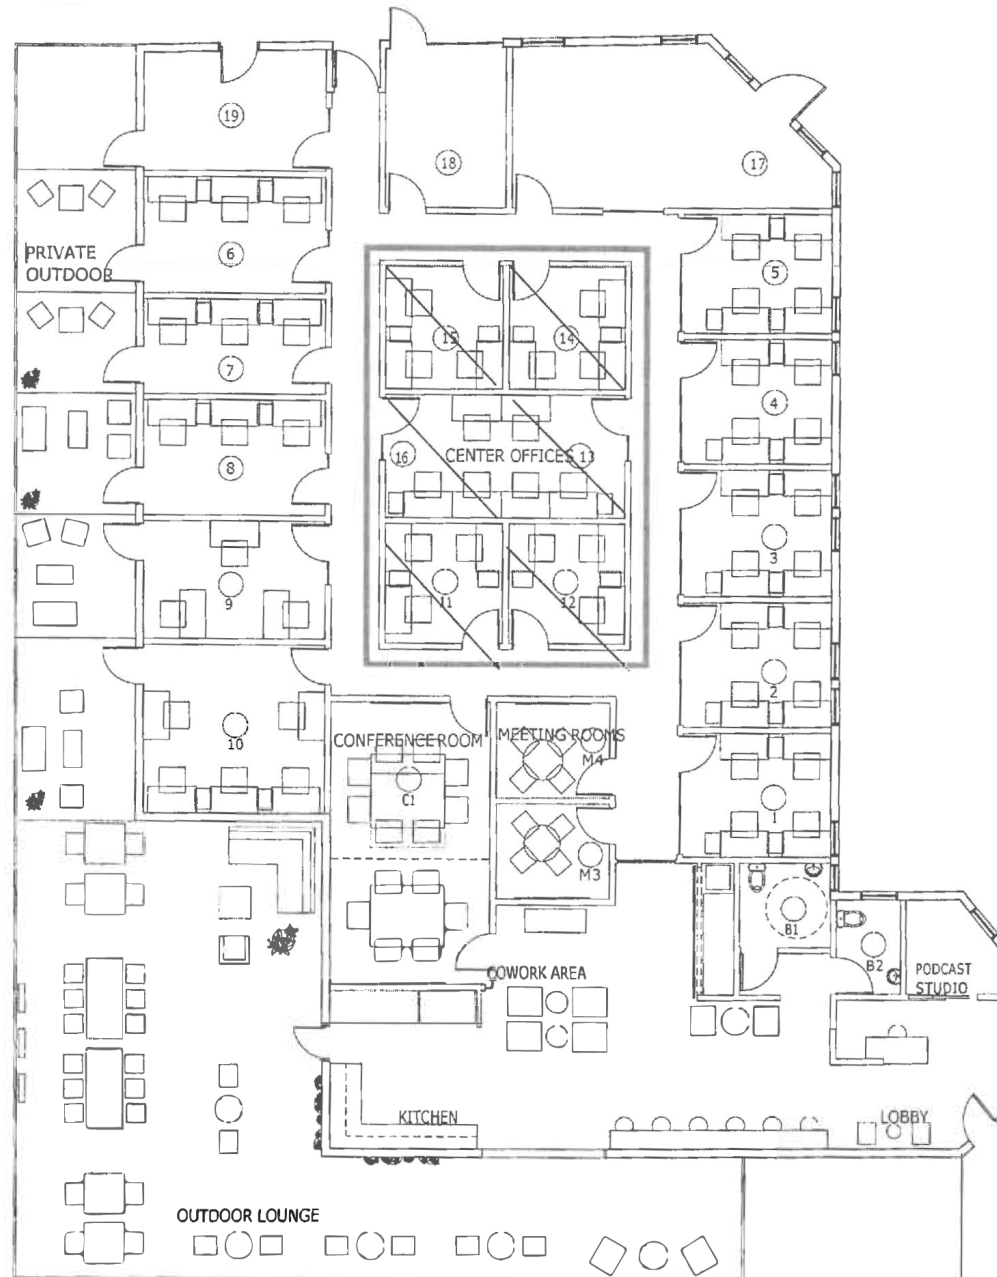 19
18
17
6
PRIVATE
OUTDOOR
5
15
14
7
4
16
CENTER OFFICES
13
8
3
9
11
12
2
10
CONFERENCE ROOM
MEETING ROOMS
M4
C1
1
M3
B1
B2
COWORK AREA
PODCAST
STUDIO
KITCHEN
LOBBY
OUTDOOR LOUNGE